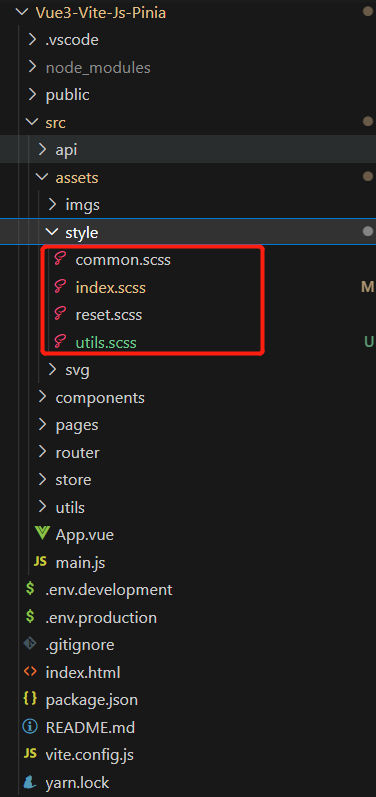 Vue3-Vite-Js-Pinia
.vscode
node_modules
public
src
api
assets
imgs
style
common.scss
index.scss M
reset.scss
utils.scss U
svg
components
pages
router
store
utils
App.vue
JS main.js
$ .env.development
$ .env.production
.gitignore
<> index.html
{} package.json
README.md
JS vite.config.js
yarn.lock